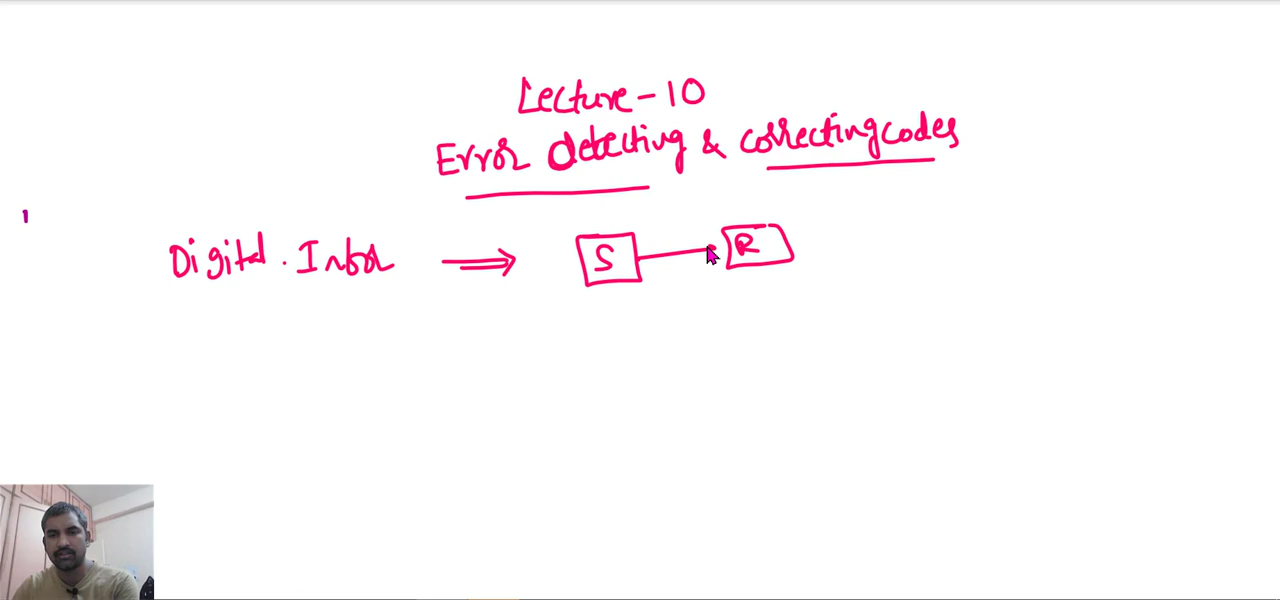 Lecture-10
Error detecting & correcting codes
Digital. Infor
S
R